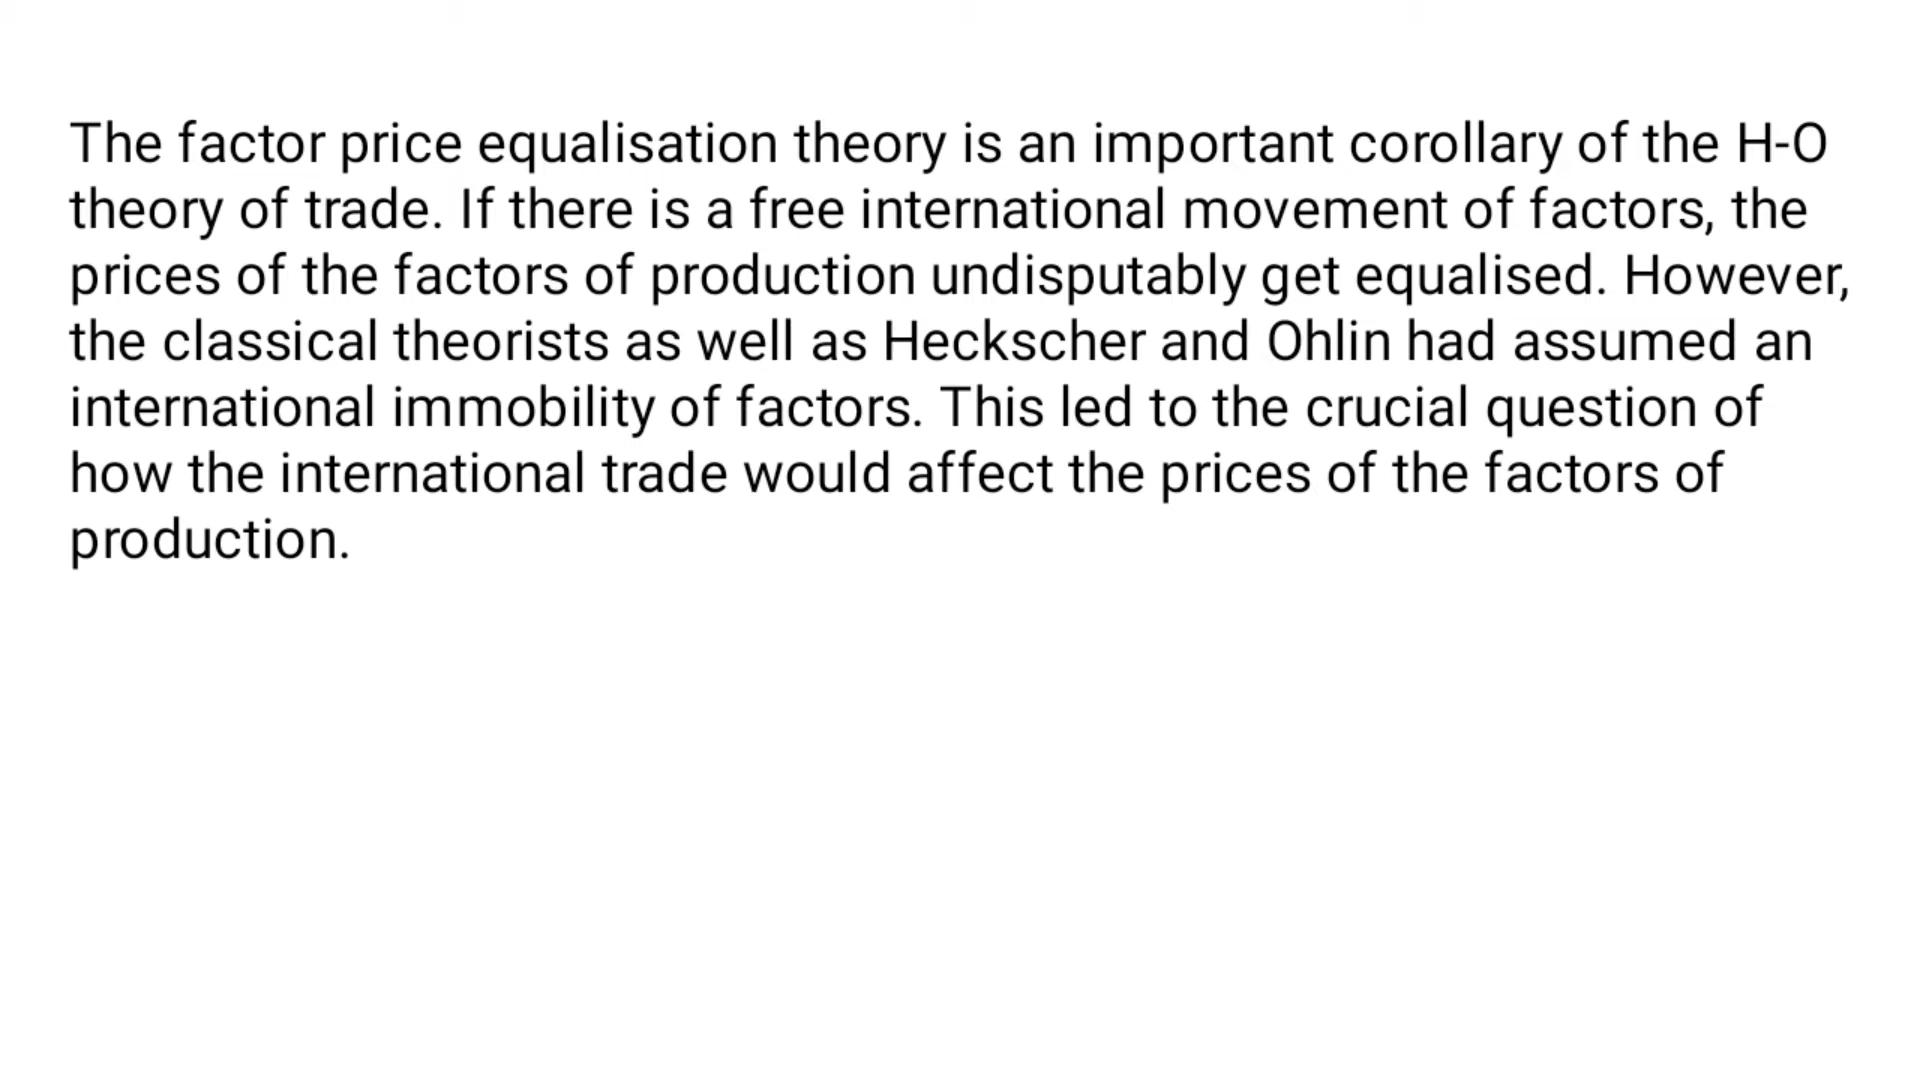 The factor price equalisation theory is an important corollary of the H-O
theory of trade. If there is a free international movement of factors, the
prices of the factors of production undisputably get equalised. However,
the classical theorists as well as Heckscher and Ohlin had assumed an
international immobility of factors. This led to the crucial question of
how the international trade would affect the prices of the factors of
production.